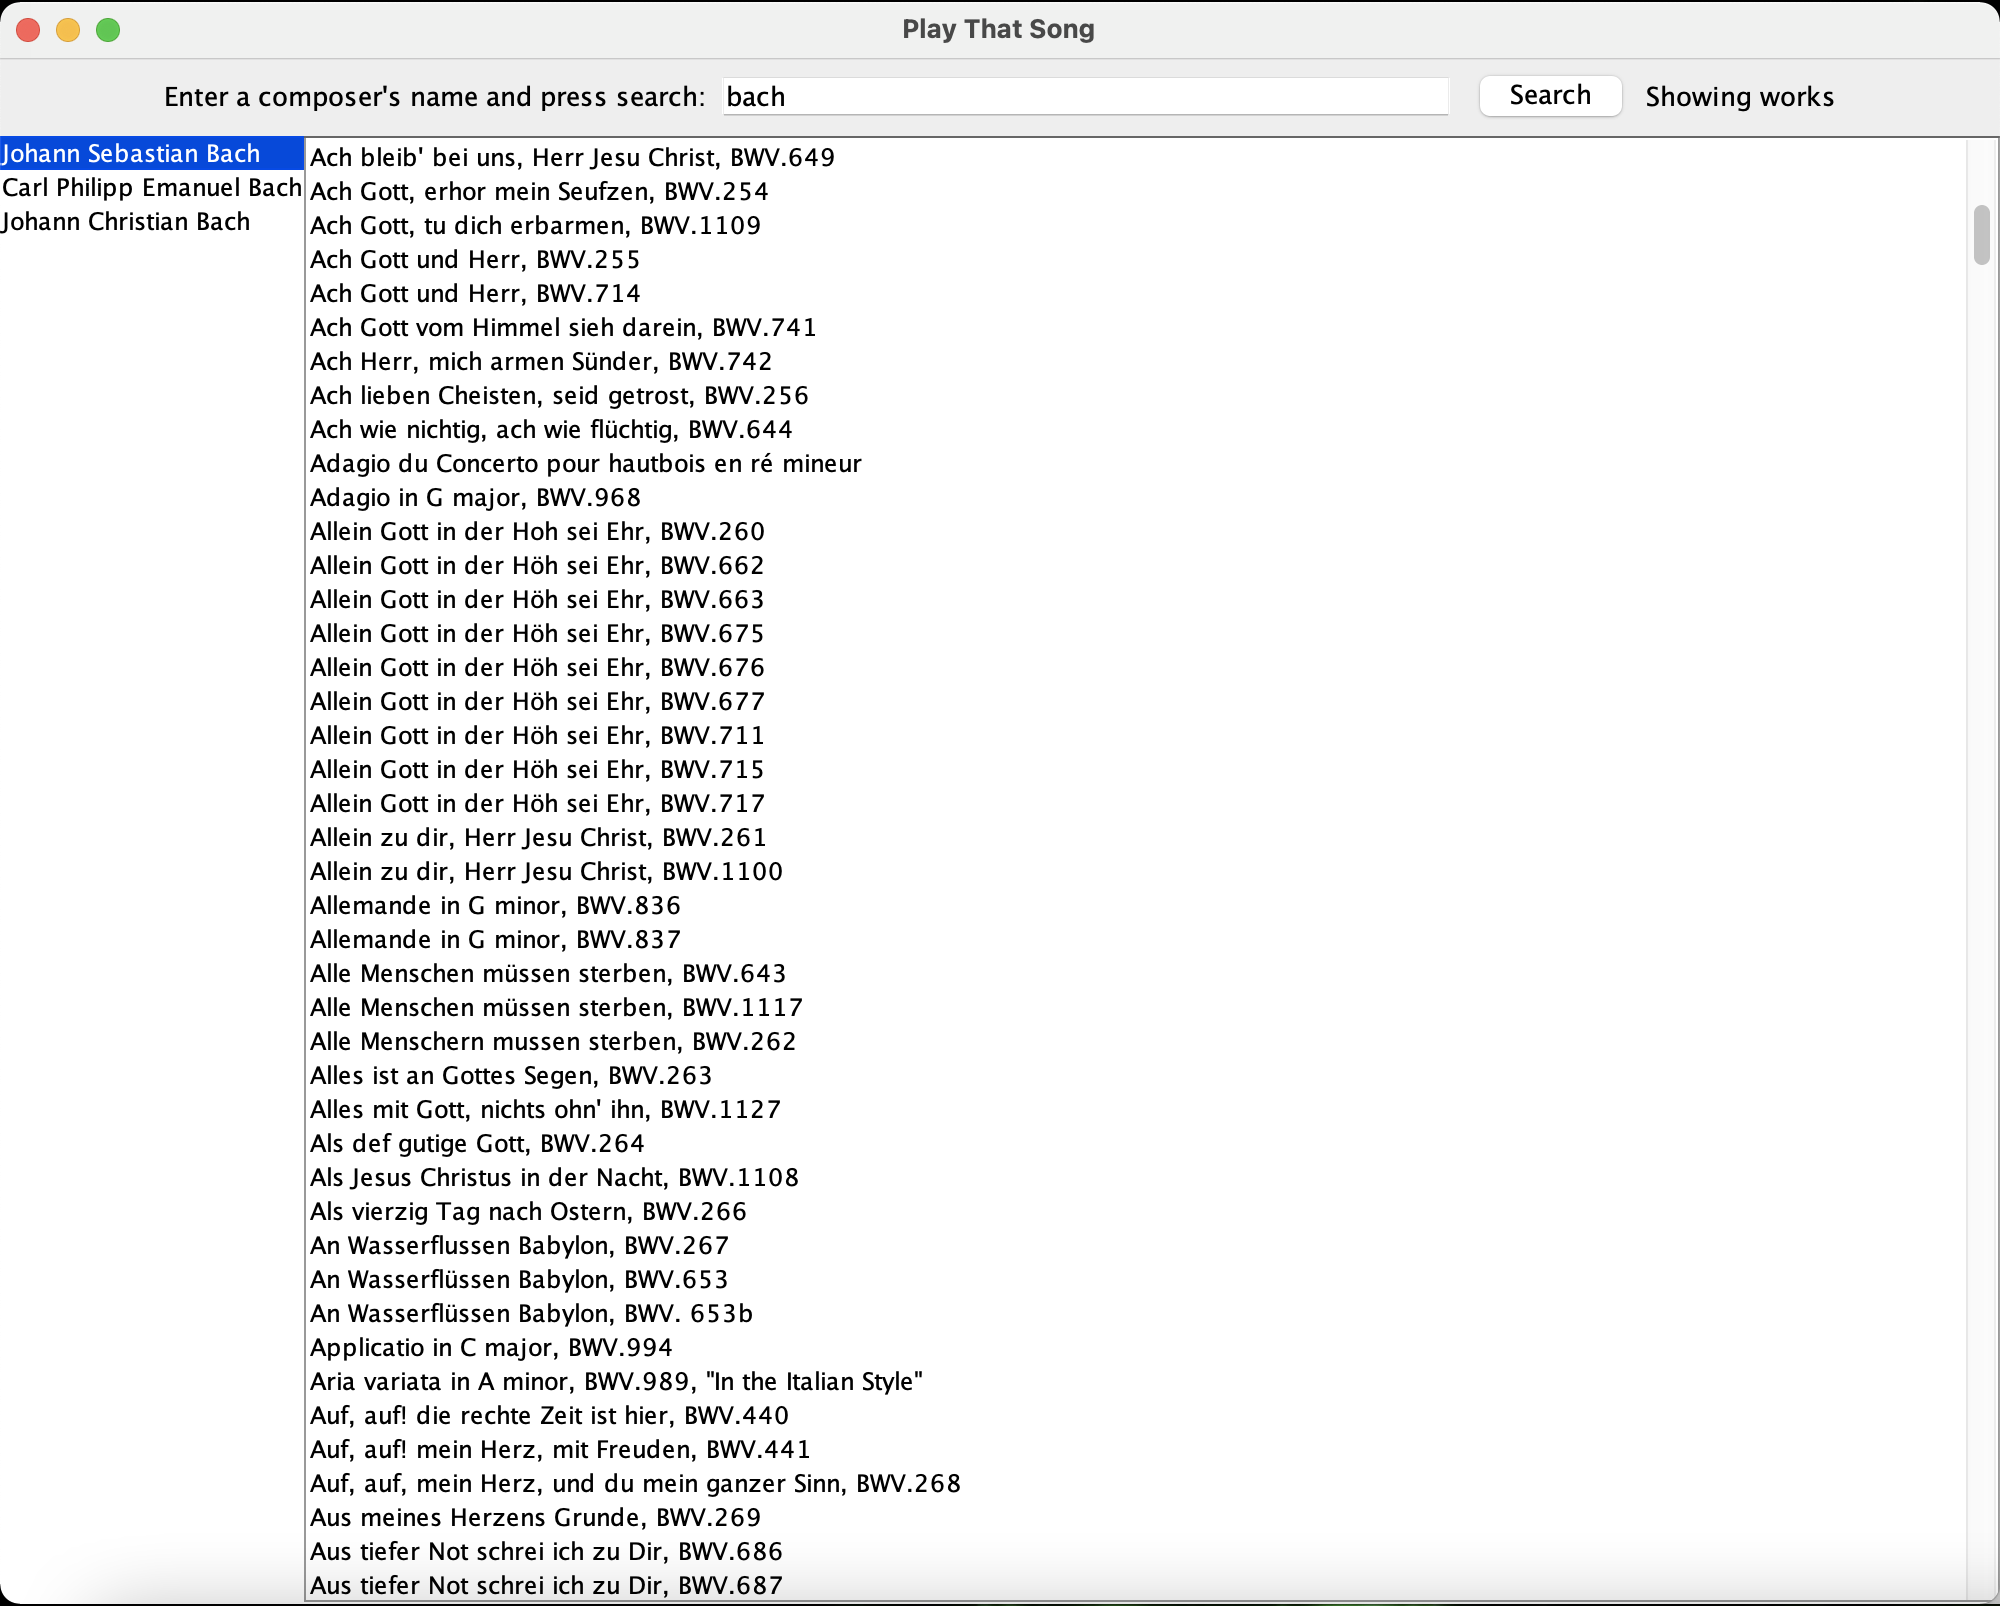 Play That Song
Enter a composer's name and press search: bach Search Showing works
Johann Sebastian Bach
Carl Philipp Emanuel Bach
Johann Christian Bach
Ach bleib' bei uns, Herr Jesu Christ, BWV.649
Ach Gott, erhor mein Seufzen, BWV.254
Ach Gott, tu dich erbarmen, BWV.1109
Ach Gott und Herr, BWV.255
Ach Gott und Herr, BWV.714
Ach Gott vom Himmel sieh darein, BWV.741
Ach Herr, mich armen Sünder, BWV.742
Ach lieben Cheisten, seid getrost, BWV.256
Ach wie nichtig, ach wie flüchtig, BWV.644
Adagio du Concerto pour hautbois en ré mineur
Adagio in G major, BWV.968
Allein Gott in der Hoh sei Ehr, BWV.260
Allein Gott in der Höh sei Ehr, BWV.662
Allein Gott in der Höh sei Ehr, BWV.663
Allein Gott in der Höh sei Ehr, BWV.675
Allein Gott in der Höh sei Ehr, BWV.676
Allein Gott in der Höh sei Ehr, BWV.677
Allein Gott in der Höh sei Ehr, BWV.711
Allein Gott in der Höh sei Ehr, BWV.715
Allein Gott in der Höh sei Ehr, BWV.717
Allein zu dir, Herr Jesu Christ, BWV.261
Allein zu dir, Herr Jesu Christ, BWV.1100
Allemande in G minor, BWV.836
Allemande in G minor, BWV.837
Alle Menschen müssen sterben, BWV.643
Alle Menschen müssen sterben, BWV.1117
Alle Menschern mussen sterben, BWV.262
Alles ist an Gottes Segen, BWV.263
Alles mit Gott, nichts ohn' ihn, BWV.1127
Als def gutige Gott, BWV.264
Als Jesus Christus in der Nacht, BWV.1108
Als vierzig Tag nach Ostern, BWV.266
An Wasserflussen Babylon, BWV.267
An Wasserflüssen Babylon, BWV.653
An Wasserflüssen Babylon, BWV. 653b
Applicatio in C major, BWV.994
Aria variata in A minor, BWV.989, "In the Italian Style"
Auf, auf! die rechte Zeit ist hier, BWV.440
Auf, auf! mein Herz, mit Freuden, BWV.441
Auf, auf, mein Herz, und du mein ganzer Sinn, BWV.268
Aus meines Herzens Grunde, BWV.269
Aus tiefer Not schrei ich zu Dir, BWV.686
Aus tiefer Not schrei ich zu Dir, BWV.687